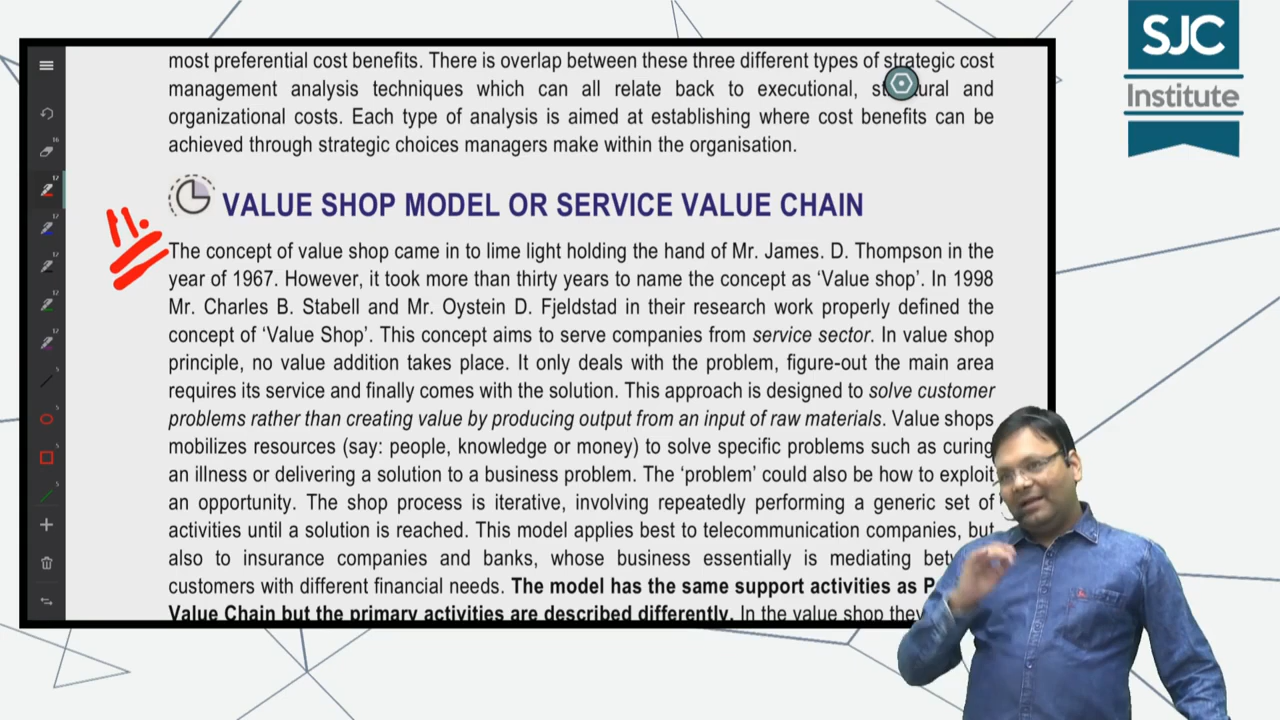 SJC
Institute
most preferential cost benefits. There is overlap between these three different types of strategic cost
management analysis techniques which can all relate back to executional, and
organizational costs. Each type of analysis is aimed at establishing where cost benefits can be
achieved through strategic choices managers make within the organisation.
VALUE SHOP MODEL OR SERVICE VALUE CHAIN
11.
The concept of value shop came in to lime light holding the hand of Mr. James. D. Thompson in the
year of 1967. However, it took more than thirty years to name the concept as ‘Value shop’. In 1998
Mr. Charles B. Stabell and Mr. Oystein D. Fjeldstad in their research work properly defined the
concept of ‘Value Shop’. This concept aims to serve companies from service sector. In value shop
principle, no value addition takes place. It only deals with the problem, figure-out the main area
requires its service and finally comes with the solution. This approach is designed to solve customer
problems rather than creating value by producing output from an input of raw materials. Value shops
mobilizes resources (say: people, knowledge or money) to solve specific problems such as curing
an illness or delivering a solution to a business problem. The ‘problem’ could also be how to exploit
an opportunity. The shop process is iterative, involving repeatedly performing a generic set of
activities until a solution is reached. This model applies best to telecommunication companies, but
also to insurance companies and banks, whose business essentially is mediating
customers with different financial needs. The model has the same support activities as
Value Chain but the primary activities are described differently. In the value shop they